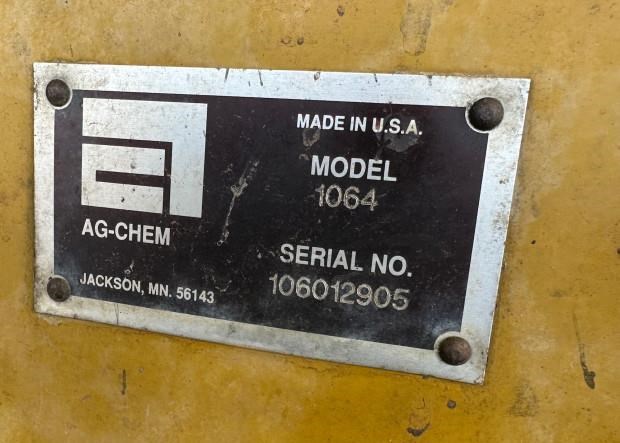 MADE IN U.S.A.
MODEL
1064
AG-CHEM
SERIAL NO.
JACKSON, MN. 56143
106012905